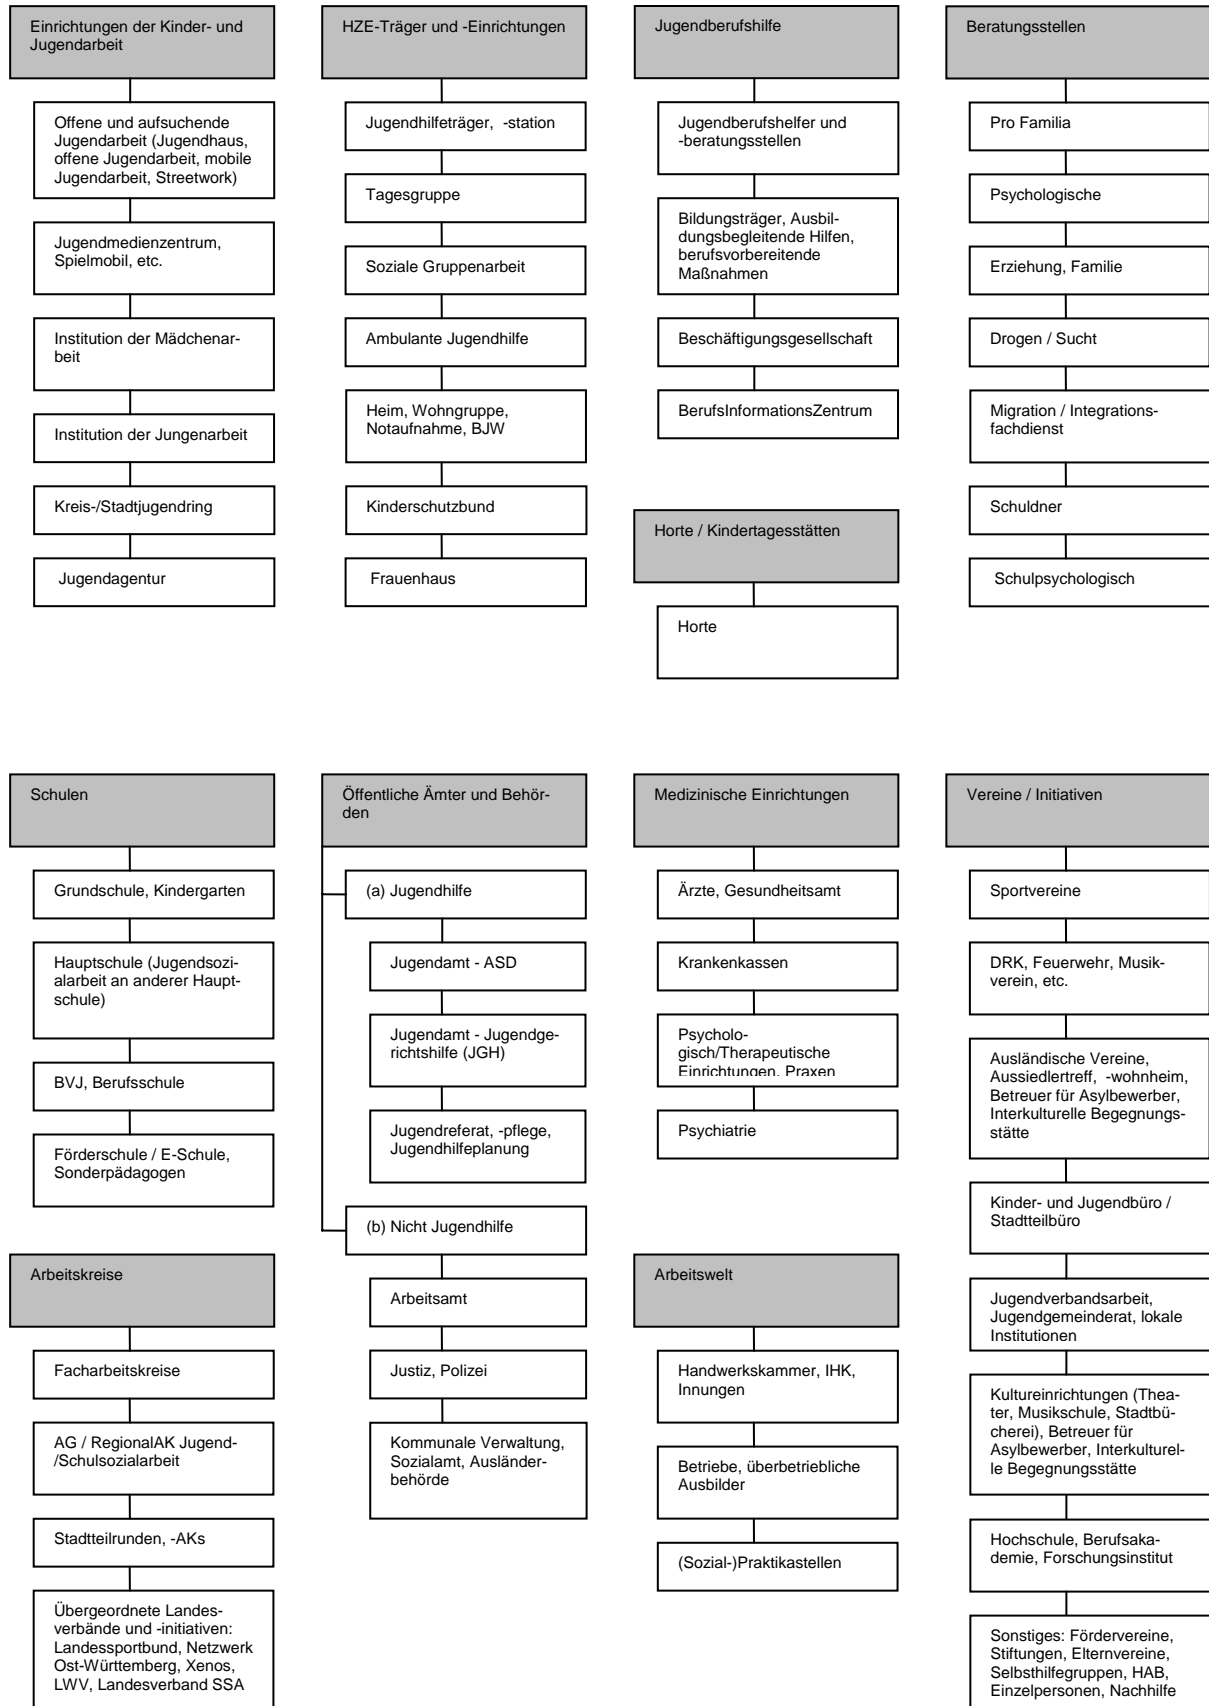 Einrichtungen der Kinder- und
Jugendarbeit
Offene und aufsuchende
Jugendarbeit (Jugendhaus,
offene Jugendarbeit, mobile
Jugendarbeit, Streetwork)
Jugendmedienzentrum,
Spielmobil, etc.
Institution der Mädchenar-
beit
Institution der Jungenarbeit
Kreis-/Stadtjugendring
Jugendagentur
HZE-Träger und -Einrichtungen
Jugendhilfeträger, -station
Tagesgruppe
Soziale Gruppenarbeit
Ambulante Jugendhilfe
Heim, Wohngruppe,
Notaufnahme, BJW
Kinderschutzbund
Frauenhaus
Jugendberufshilfe
Jugendberufshelfer und
-beratungsstellen
Bildungsträger, Ausbil-
dungsbegleitende Hilfen,
berufsvorbereitende
Maßnahmen
Beschäftigungsgesellschaft
BerufsInformationsZentrum
Horte / Kindertagesstätten
Horte
Beratungsstellen
Pro Familia
Psychologische
Erziehung, Familie
Drogen / Sucht
Migration / Integrations-
fachdienst
Schuldner
Schulpsychologisch
Schulen
Grundschule, Kindergarten
Hauptschule (Jugendsozi-
alarbeit an anderer Haupt-
schule)
BVJ, Berufsschule
Förderschule / E-Schule,
Sonderpädagogen
Arbeitskreise
Facharbeitskreise
AG / RegionalAK Jugend-
/Schulsozialarbeit
Stadtteilrunden, -AKs
Übergeordnete Landes-
verbände und -initiativen:
Landessportbund, Netzwerk
Ost-Württemberg, Xenos,
LWV, Landesverband SSA
Öffentliche Ämter und Behör-
den
(a) Jugendhilfe
Jugendamt - ASD
Jugendamt - Jugendge-
richtshilfe (JGH)
Jugendreferat, -pflege,
Jugendhilfeplanung
(b) Nicht Jugendhilfe
Arbeitsamt
Justiz, Polizei
Kommunale Verwaltung,
Sozialamt, Ausländer-
behörde
Medizinische Einrichtungen
Ärzte, Gesundheitsamt
Krankenkassen
Psycholo-
gisch/Therapeutische
Einrichtungen, Praxen
Psychiatrie
Arbeitswelt
Handwerkskammer, IHK,
Innungen
Betriebe, überbetriebliche
Ausbilder
(Sozial-)Praktikastellen
Vereine / Initiativen
Sportvereine
DRK, Feuerwehr, Musik-
verein, etc.
Ausländische Vereine,
Aussiedlertreff, -wohnheim,
Betreuer für Asylbewerber,
Interkulturelle Begegnungs-
stätte
Kinder- und Jugendbüro /
Stadtteilbüro
Jugendverbandsarbeit,
Jugendgemeinderat, lokale
Institutionen
Kultureinrichtungen (Thea-
ter, Musikschule, Stadtbü-
cherei), Betreuer für
Asylbewerber, Interkulturel-
le Begegnungsstätte
Hochschule, Berufsaka-
demie, Forschungsinstitut
Sonstiges: Fördervereine,
Stiftungen, Elternvereine,
Selbsthilfegruppen, HAB,
Einzelpersonen, Nachhilfe